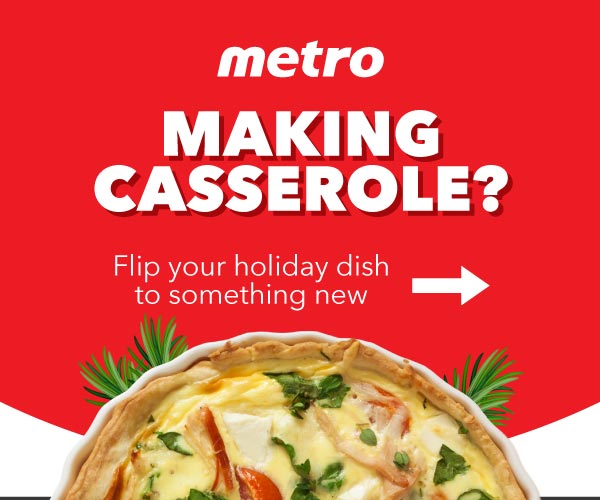 metro
MAKING
CASSEROLE?
Flip your holiday dish
to something new